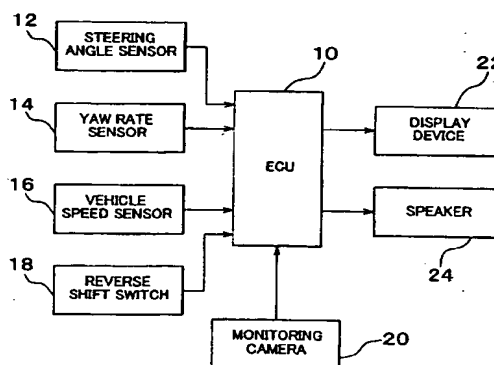 12
STEERING
ANGLE SENSOR
14
YAW RATE
SENSOR
16
VEHICLE
SPEED SENSOR
18
REVERSE
SHIFT SWITCH
10
ECU
MONITORING
CAMERA
20
22
DISPLAY
DEVICE
SPEAKER
24